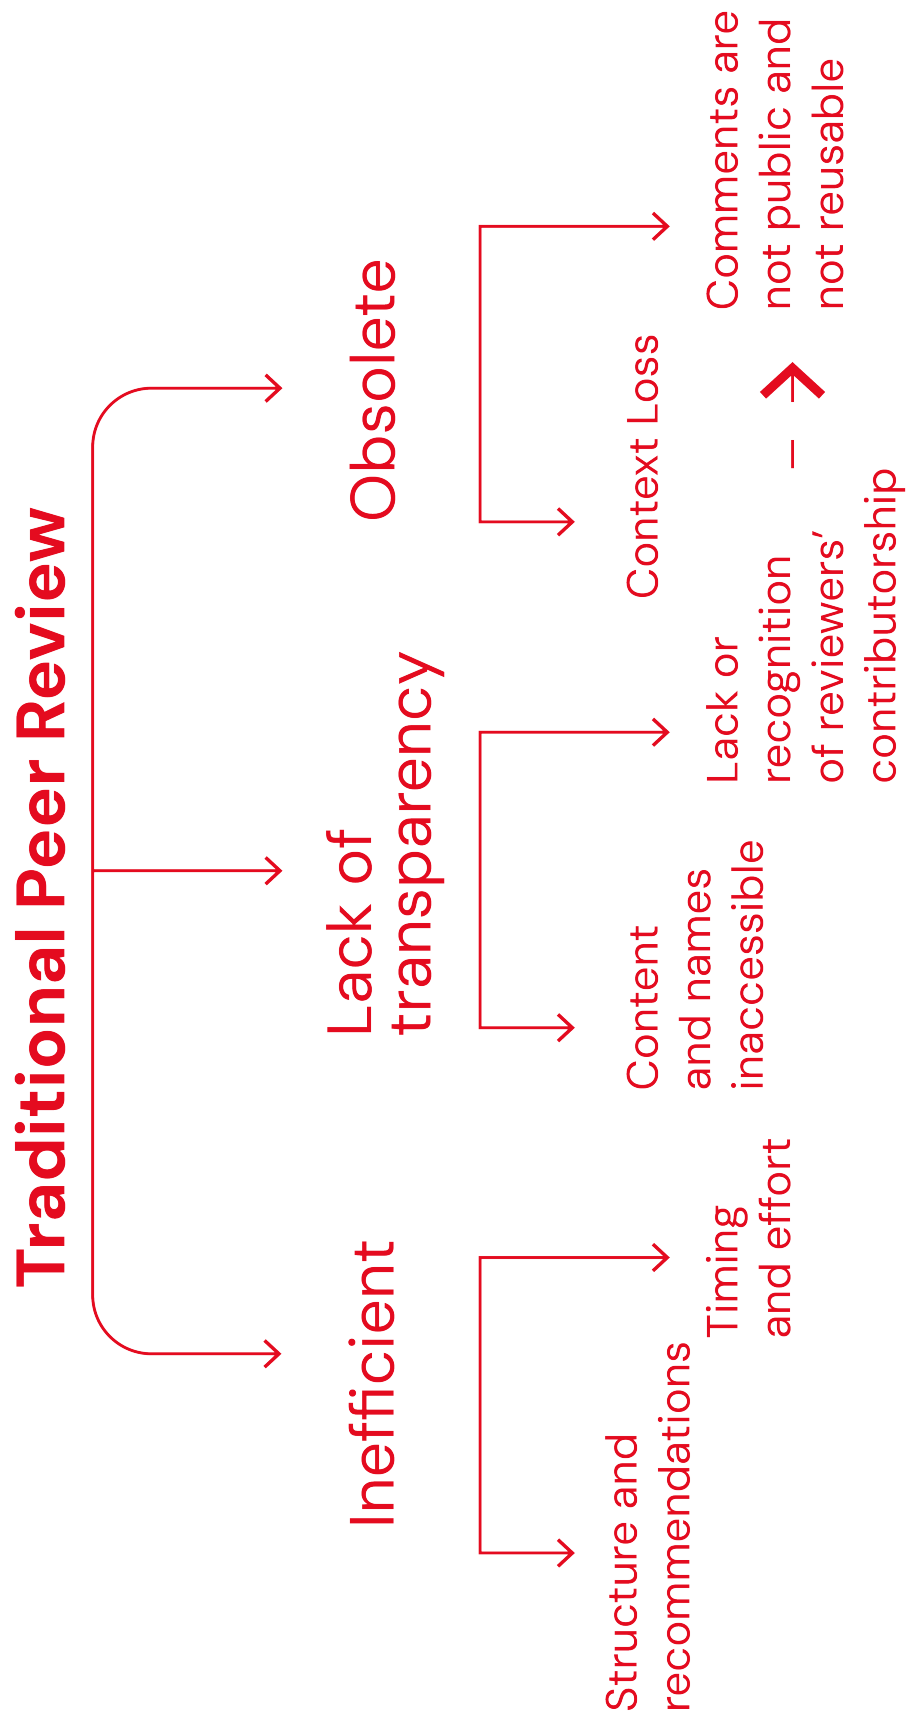 Traditional Peer Review
Inefficient
Lack of
transparency
Obsolete
Structure and
recommendations
Timing
and effort
Content
and names
inaccessible
Lack or
recognition
of reviewers’
contributorship
Context Loss
Comments are
not public and
not reusable